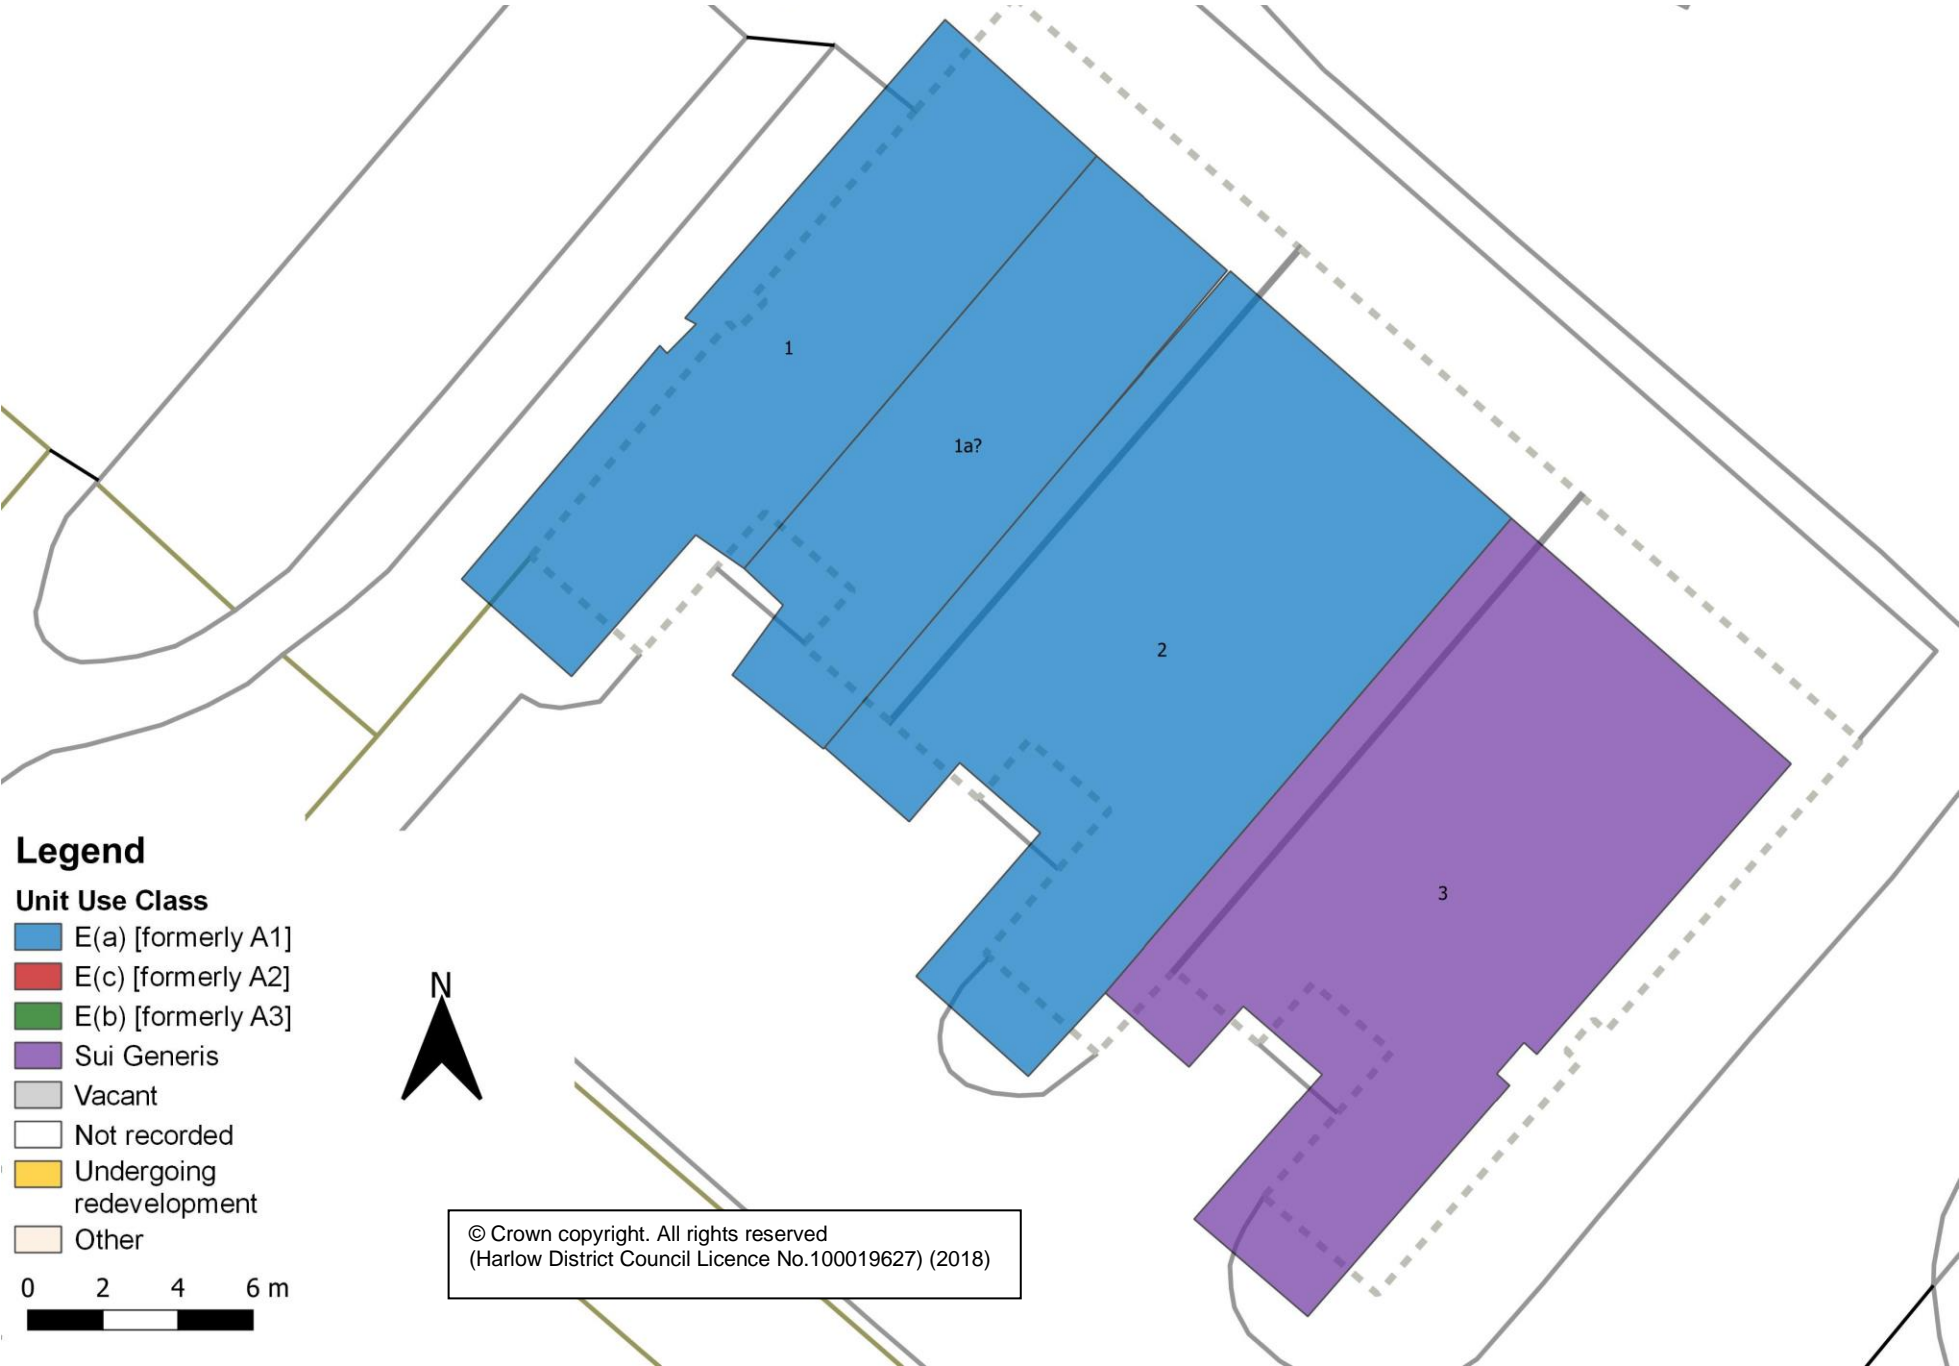 1
1a?
2
3
Legend
Unit Use Class
E(a) [formerly A1]
E(c) [formerly A2]
E(b) [formerly A3]
Sui Generis
Vacant
Not recorded
Undergoing
redevelopment
Other
0 2 4 6 m
N
© Crown copyright. All rights reserved
(Harlow District Council Licence No.100019627) (2018)